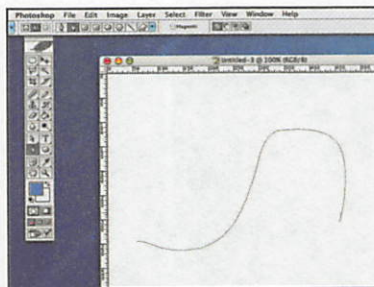 Photoshop File Edit Image Layer Select Filter View Window Help
Magnetic
Untitled-3 @ 100% (RGB/8)